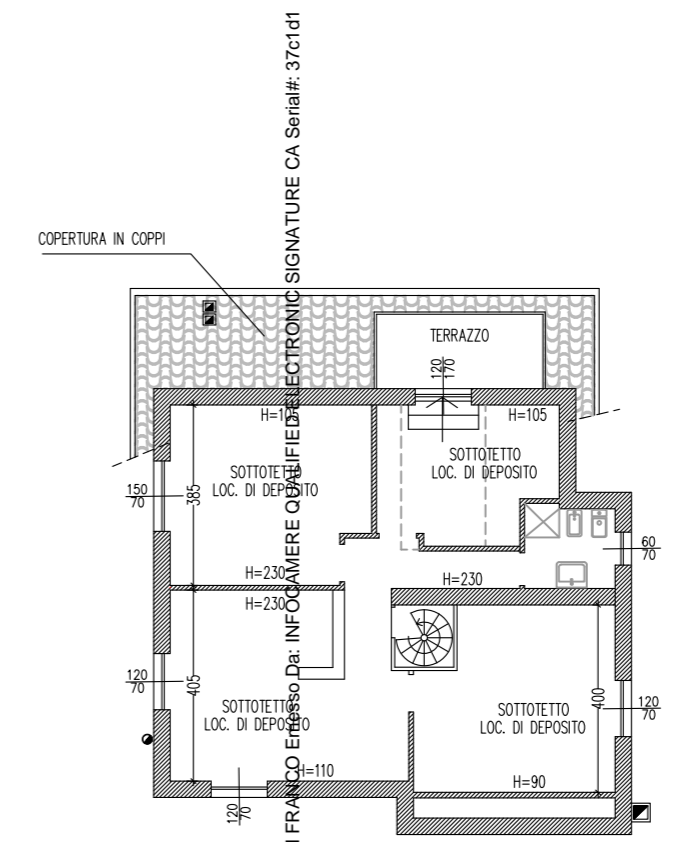 I FRANCO Emesso Da: INFOCAMERE QUALIFIED ELECTRONIC SIGNATURE CA Serial#: 37c1d1
COPERTURA IN COPPI
TERRAZZO
120
170
H=105
H=105
SOTTOTETTO
LOC. DI DEPOSITO
SOTTOTETTO
LOC. DI DEPOSITO
150
70
385
60
70
H=230
H=230
H=230
120
70
405
400
SOTTOTETTO
LOC. DI DEPOSITO
SOTTOTETTO
LOC. DI DEPOSITO
120
70
H=110
H=90
120
70